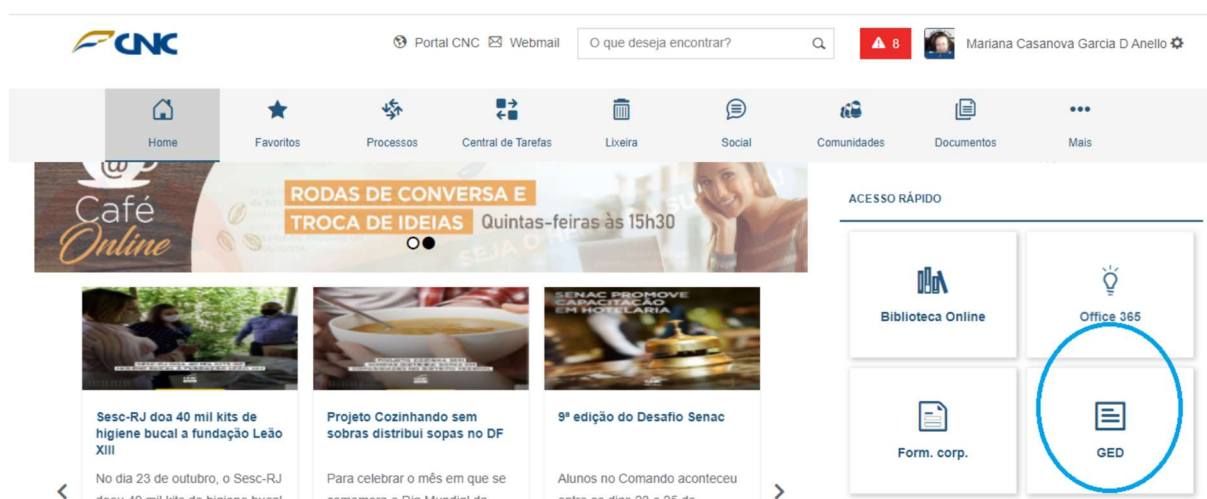 CNC
Portal CNC Webmail
O que deseja encontrar?
8
Mariana Casanova Garcia D Anello
Home
Favoritos
Processos
Central de Tarefas
Lixeira
Social
Comunidades
Documentos
Mais
@
Café
Online
RODAS DE CONVERSA E
TROCA DE IDEIAS Quintas-feiras às 15h30
ACESSO RÁPIDO
Biblioteca Online
Office 365
Form. corp.
GED
SENAC PROMOVE
CAPACITAÇÃO
EM HOTELARIA
Sesc-RJ doa 40 mil kits de
higiene bucal a fundação Leão
XIII
No dia 23 de outubro, o Sesc-RJ
Projeto Cozinhando sem
sobras distribui sopas no DF
Para celebrar o mês em que se
9ª edição do Desafio Senac
Alunos no Comando aconteceu